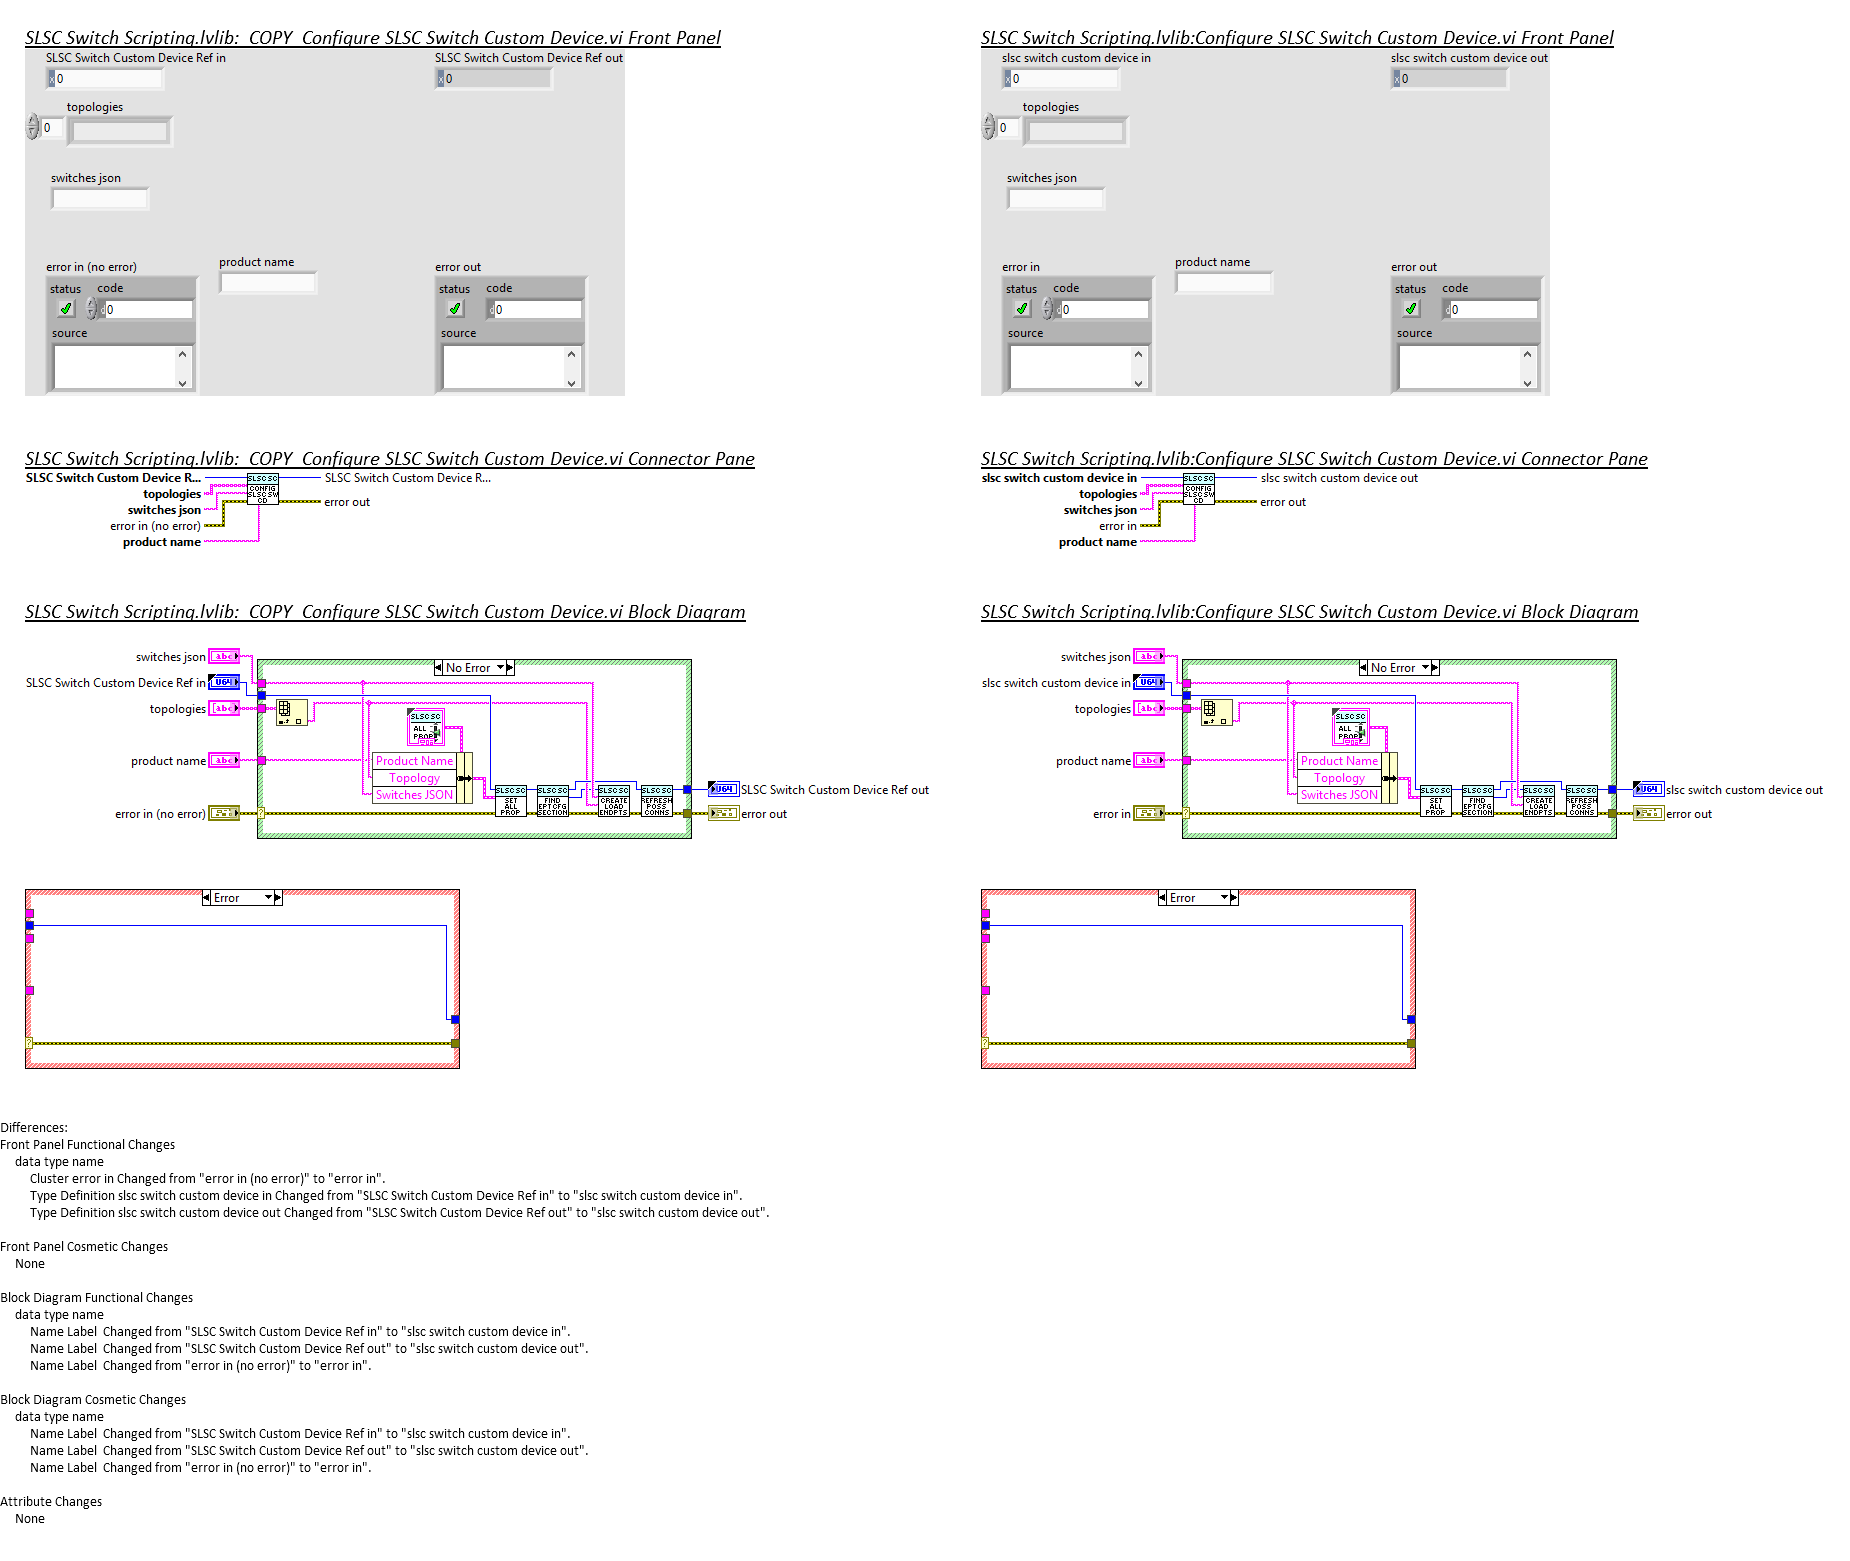 SLSC Switch Scripting.lvlib:  COPY  Configure SLSC Switch Custom Device.vi Front Panel
SLSC Switch Custom Device Ref in
SLSC Switch Custom Device Ref out
x 0
x 0
topologies
0
switches json
error in (no error)
product name
error out
status code
status code
d 0
d 0
source
source
SLSC Switch Scripting.lvlib:Configure SLSC Switch Custom Device.vi Front Panel
slsc switch custom device in
slsc switch custom device out
x 0
x 0
topologies
0
switches json
error in
product name
error out
status code
status code
d 0
d 0
source
source
SLSC Switch Scripting.lvlib:  COPY  Configure SLSC Switch Custom Device.vi Connector Pane
SLSC Switch Custom Device R...
SLSC Switch Custom Device R...
topologies
switches json
error out
error in (no error)
product name
SLSC SC
CONFIG
SLSC SW
CD
SLSC Switch Scripting.lvlib:Configure SLSC Switch Custom Device.vi Connector Pane
slsc switch custom device in
slsc switch custom device out
topologies
switches json
error out
error in
product name
SLSC SC
CONFIG
SLSC SW
CD
SLSC Switch Scripting.lvlib:  COPY  Configure SLSC Switch Custom Device.vi Block Diagram
switches json
abc
No Error
SLSC Switch Custom Device Ref in
U64
topologies
[abc]
SLSC SC
ALL
PROP
product name
abc
Product Name
Topology
Switches JSON
SLSC SC
SET
ALL
PROP
SLSC SC
FIND
EPTCFG
SECTION
SLSC SC
CREATE
LOAD
ENDPTS
SLSC SC
REFRESH
POSS
CONNS
U64
SLSC Switch Custom Device Ref out
error in (no error)
?
error out
Error
?
SLSC Switch Scripting.lvlib:Configure SLSC Switch Custom Device.vi Block Diagram
switches json
abc
No Error
slsc switch custom device in
U64
topologies
[abc]
SLSC SC
ALL
PROP
product name
abc
Product Name
Topology
Switches JSON
SLSC SC
SET
ALL
PROP
SLSC SC
FIND
EPTCFG
SECTION
SLSC SC
CREATE
LOAD
ENDPTS
SLSC SC
REFRESH
POSS
CONNS
U64
slsc switch custom device out
error in
?
error out
Error
?
Differences:
Front Panel Functional Changes
data type name
Cluster error in Changed from "error in (no error)" to "error in".
Type Definition slsc switch custom device in Changed from "SLSC Switch Custom Device Ref in" to "slsc switch custom device in".
Type Definition slsc switch custom device out Changed from "SLSC Switch Custom Device Ref out" to "slsc switch custom device out".
Front Panel Cosmetic Changes
None
Block Diagram Functional Changes
data type name
Name Label  Changed from "SLSC Switch Custom Device Ref in" to "slsc switch custom device in".
Name Label  Changed from "SLSC Switch Custom Device Ref out" to "slsc switch custom device out".
Name Label  Changed from "error in (no error)" to "error in".
Block Diagram Cosmetic Changes
data type name
Name Label  Changed from "SLSC Switch Custom Device Ref in" to "slsc switch custom device in".
Name Label  Changed from "SLSC Switch Custom Device Ref out" to "slsc switch custom device out".
Name Label  Changed from "error in (no error)" to "error in".
Attribute Changes
None